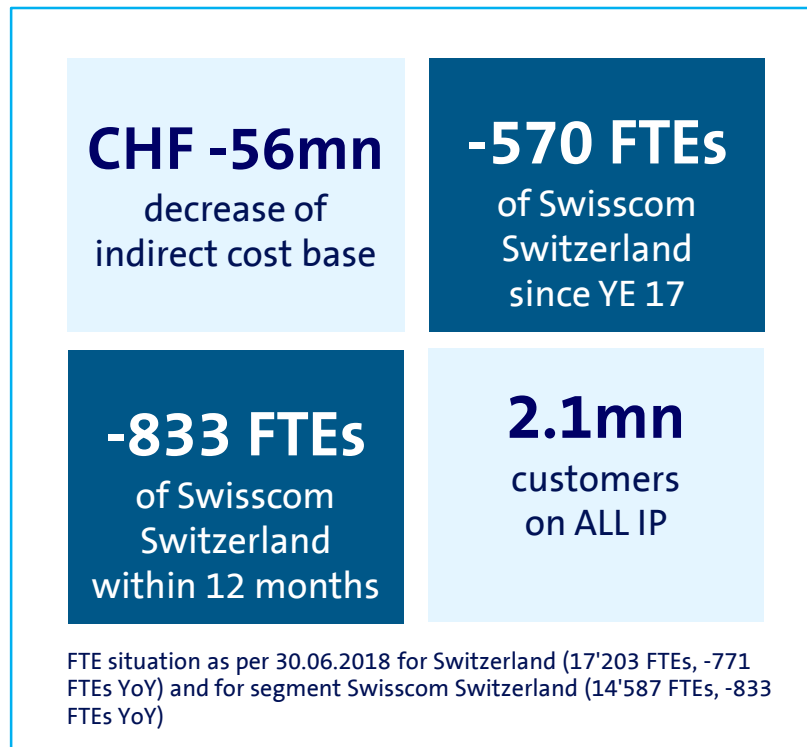 CHF -56mn
decrease of
indirect cost base
-570 FTEs
of Swisscom
Switzerland
since YE 17
-833 FTEs
of Swisscom
Switzerland
within 12 months
2.1mn
customers
on ALL IP
FTE situation as per 30.06.2018 for Switzerland (17'203 FTEs, -771
FTEs YoY) and for segment Swisscom Switzerland (14'587 FTEs, -833
FTEs YoY)